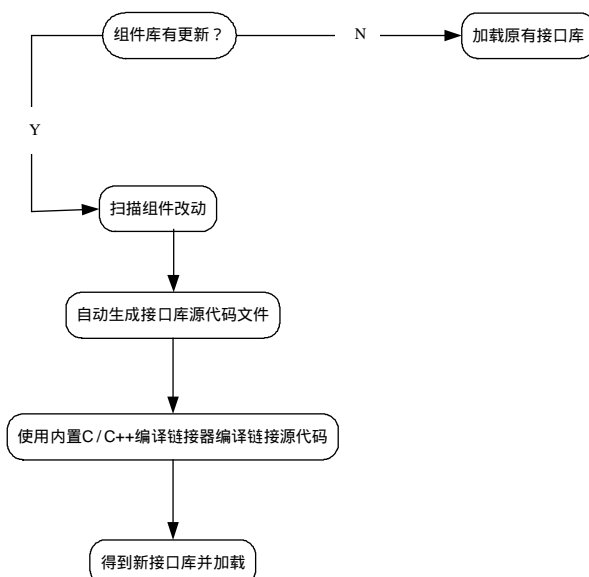 组件库有更新？
N
加载原有接口库
Y
扫描组件改动
自动生成接口库源代码文件
使用内置C/C++编译链接器编译链接源代码
得到新接口库并加载